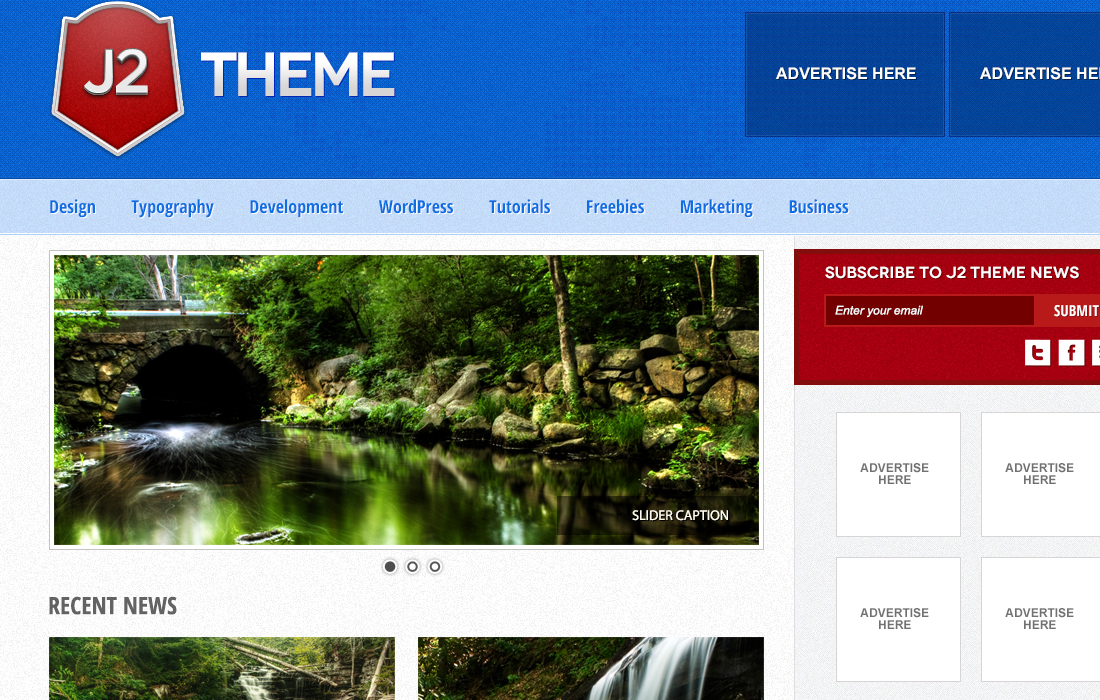 J2 THEME
ADVERTISE HERE
ADVERTISE HE
Design Typography Development WordPress Tutorials Freebies Marketing Business
SUBSCRIBE TO J2 THEME NEWS
Enter your email
SUBMIT
SLIDER CAPTION
ADVERTISE
HERE
ADVERTISE
HERE
RECENT NEWS
ADVERTISE
HERE
ADVERTISE
HERE